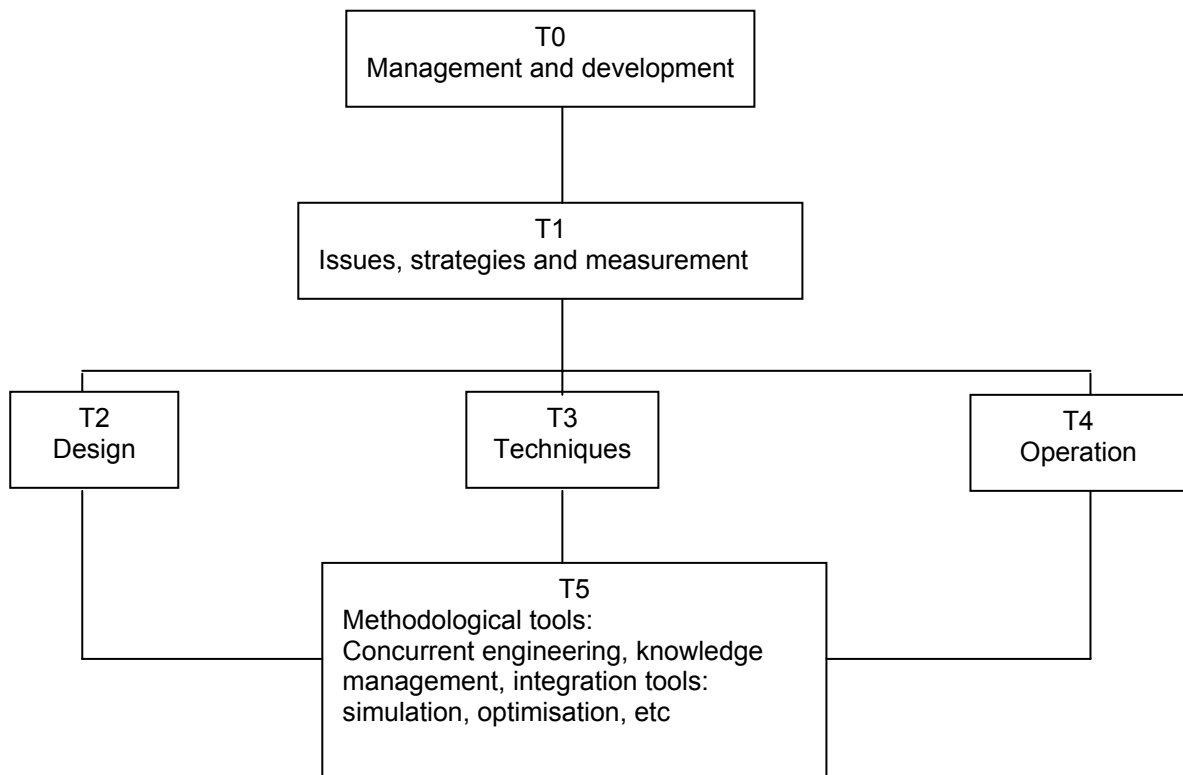 T0
Management and development
T1
Issues, strategies and measurement
T2
Design
T3
Techniques
T4
Operation
T5
Methodological tools:
Concurrent engineering, knowledge
management, integration tools:
simulation, optimisation, etc